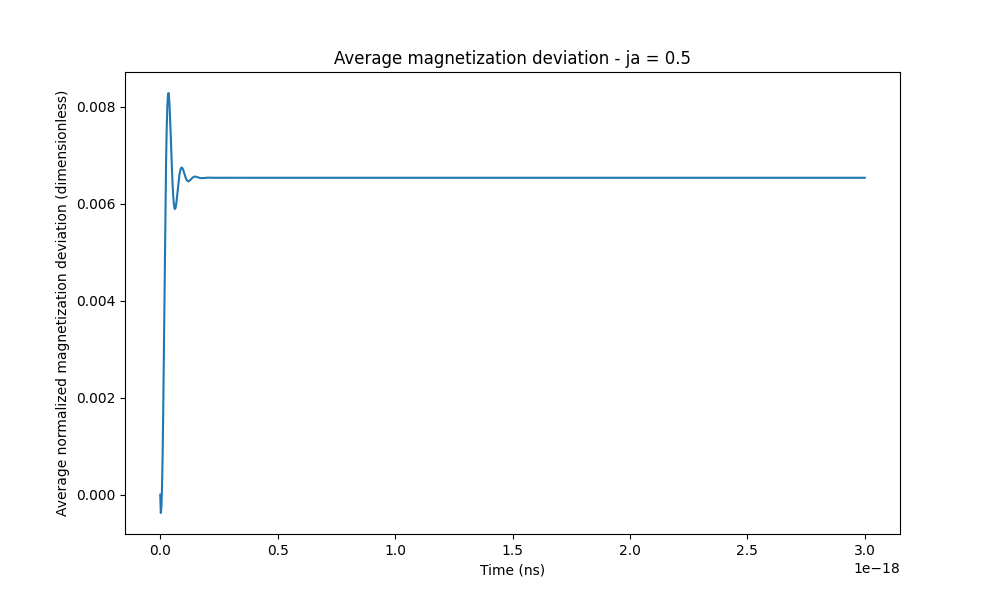 Average magnetization deviation - ja = 0.5
Average normalized magnetization deviation (dimensionless)
0.008
0.006
0.004
0.002
0.000
0.0 0.5 1.0 1.5 2.0 2.5 3.0
1e−18
Time (ns)